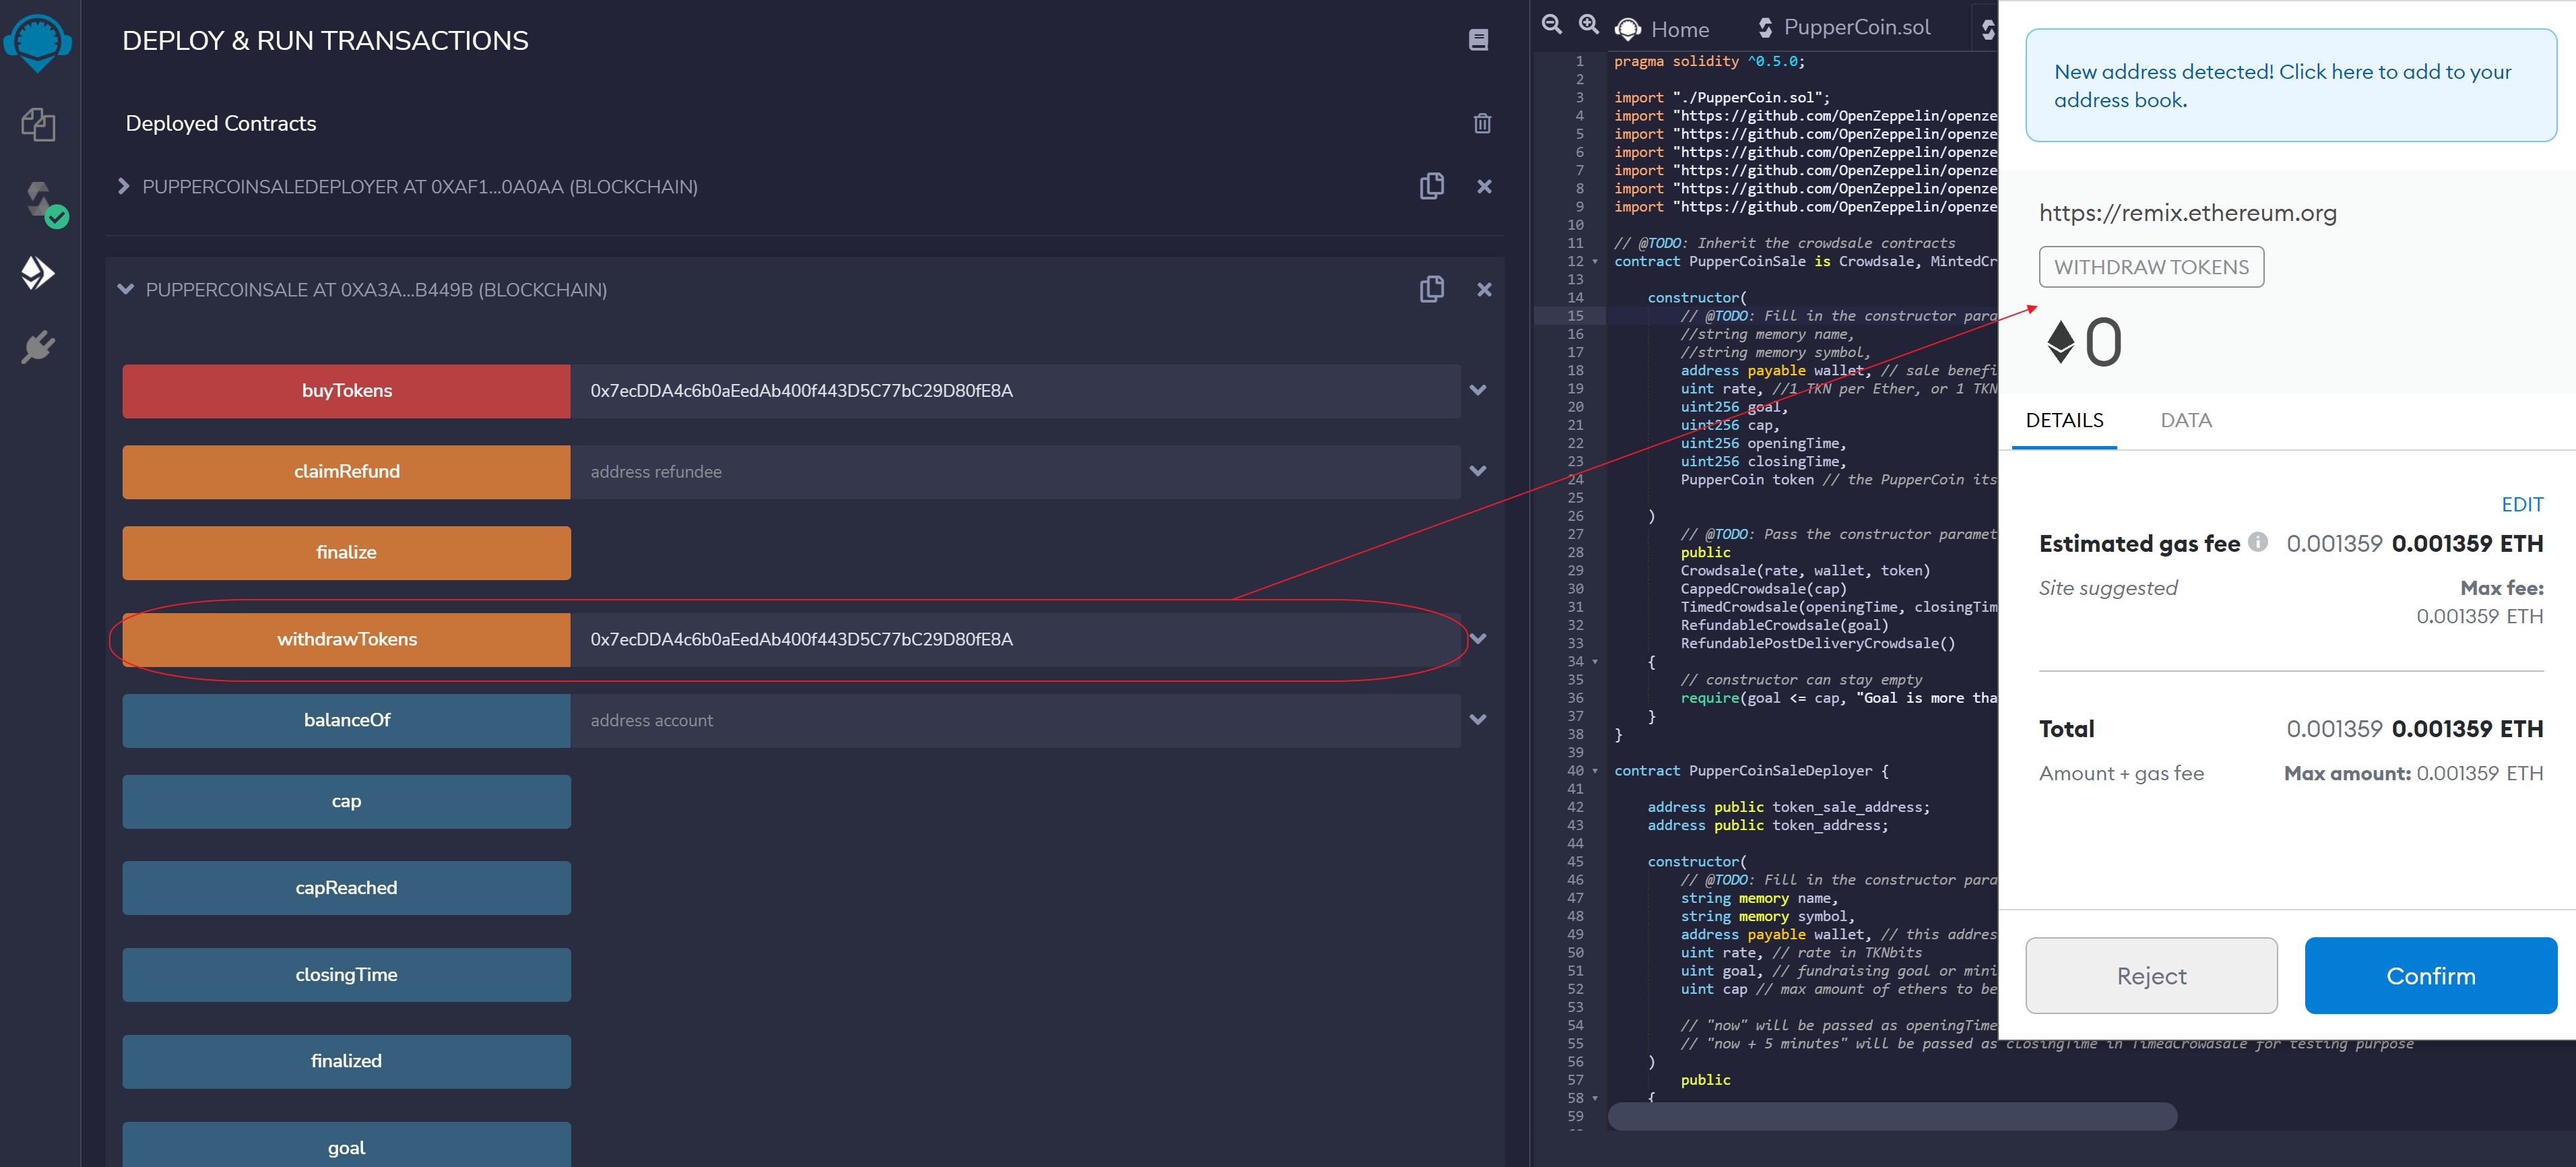 DEPLOY & RUN TRANSACTIONS
Deployed Contracts
PUPPERCOINSALEDEPLOYER AT 0XAF1...0A0AA (BLOCKCHAIN)
PUPPERCOINSALE AT 0XA3A...B449B (BLOCKCHAIN)
buyTokens 0x7ecDDA4c6b0aEedAb400f443D5C77bC29D80fE8A
claimRefund address refundee
finalize
withdrawTokens 0x7ecDDA4c6b0aEedAb400f443D5C77bC29D80fE8A
balanceOf address account
cap
capReached
closingTime
finalized
goal
Home PupperCoin.sol
1 pragma solidity ^0.5.0;
2
3 import "./PupperCoin.sol";
4 import "https://github.com/OpenZeppelin/openze
5 import "https://github.com/OpenZeppelin/openze
6 import "https://github.com/OpenZeppelin/openze
7 import "https://github.com/OpenZeppelin/openze
8 import "https://github.com/OpenZeppelin/openze
9 import "https://github.com/OpenZeppelin/openze
10
11 // @TODO: Inherit the crowdsale contracts
12 contract PupperCoinSale is Crowdsale, MintedCr
13
14 constructor(
15 // @TODO: Fill in the constructor para
16 //string memory name,
17 //string memory symbol,
18 address payable wallet, // sale benefi
19 uint rate, //1 TKN per Ether, or 1 TKN
20 uint256 goal,
21 uint256 cap,
22 uint256 openingTime,
23 uint256 closingTime,
24 PupperCoin token // the PupperCoin its
25
26 )
27 // @TODO: Pass the constructor paramet
28 public
29 Crowdsale(rate, wallet, token)
30 CappedCrowdsale(cap)
31 TimedCrowdsale(openingTime, closingTim
32 RefundableCrowdsale(goal)
33 RefundablePostDeliveryCrowdsale()
34 {
35 // constructor can stay empty
36 require(goal <= cap, "Goal is more tha
37 }
38 }
39
40 contract PupperCoinSaleDeployer {
41
42 address public token_sale_address;
43 address public token_address;
44
45 constructor(
46 // @TODO: Fill in the constructor para
47 string memory name,
48 string memory symbol,
49 address payable wallet, // this addres
50 uint rate, // rate in TKNbits
51 uint goal, // fundraising goal or mini
52 uint cap // max amount of ethers to be
53
54 // "now" will be passed as openingTime
55 // "now + 5 minutes" will be passed as closingTime in TimedCrowdsale for testing purpose
56 )
57 public
58 {
59
New address detected! Click here to add to your
address book.
https://remix.ethereum.org
WITHDRAW TOKENS
0
DETAILS DATA
EDIT
Estimated gas fee 0.001359 0.001359 ETH
Site suggested Max fee:
0.001359 ETH
Total 0.001359 0.001359 ETH
Amount + gas fee Max amount: 0.001359 ETH
Reject Confirm